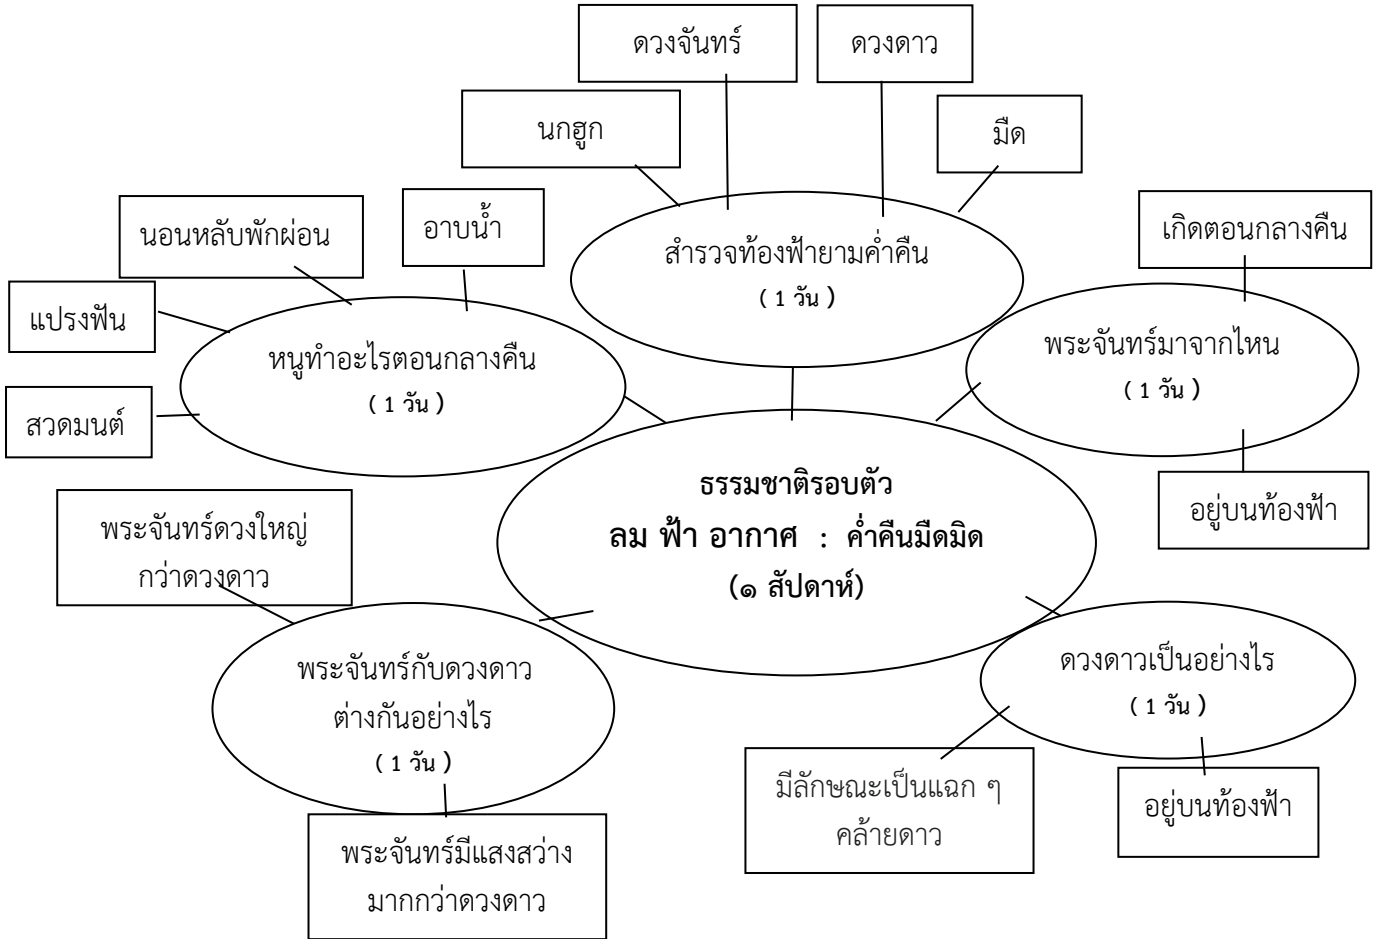 ดวงจันทร์
ดวงดาว
นกฮูก
มืด
นอนหลับพักผ่อน
อาบน้ำ
สำรวจท้องฟ้ายามค่ำคืน
( 1 วัน )
เกิดตอนกลางคืน
แปรงฟัน
หนูทำอะไรตอนกลางคืน
( 1 วัน )
พระจันทร์มาจากไหน
( 1 วัน )
สวดมนต์
ธรรมชาติรอบตัว
ลม ฟ้า อากาศ : ค่ำคืนมืดมิด
(๑ สัปดาห์)
อยู่บนท้องฟ้า
พระจันทร์ดวงใหญ่
กว่าดวงดาว
พระจันทร์กับดวงดาว
ต่างกันอย่างไร
( 1 วัน )
ดวงดาวเป็นอย่างไร
( 1 วัน )
มีลักษณะเป็นแฉก ๆ
คล้ายดาว
อยู่บนท้องฟ้า
พระจันทร์มีแสงสว่าง
มากกว่าดวงดาว